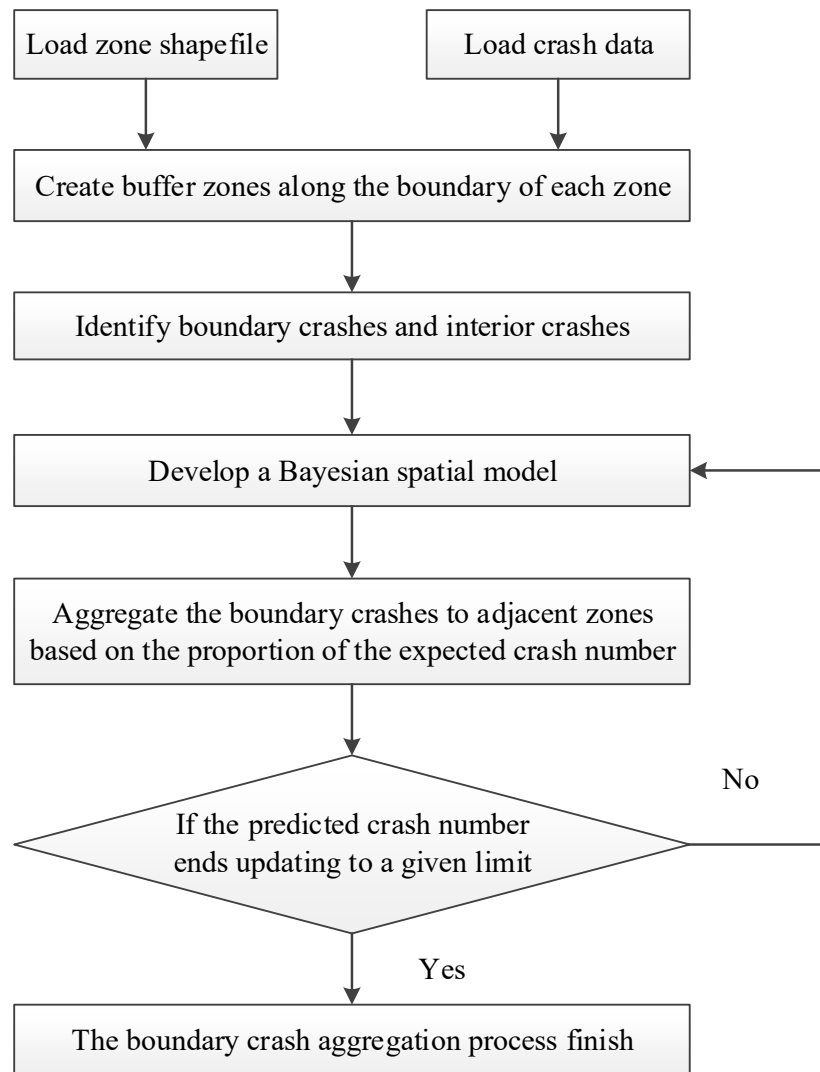 Load zone shapefile
Load crash data
Create buffer zones along the boundary of each zone
Identify boundary crashes and interior crashes
Develop a Bayesian spatial model
Aggregate the boundary crashes to adjacent zones
based on the proportion of the expected crash number
If the predicted crash number
ends updating to a given limit
No
Yes
The boundary crash aggregation process finish